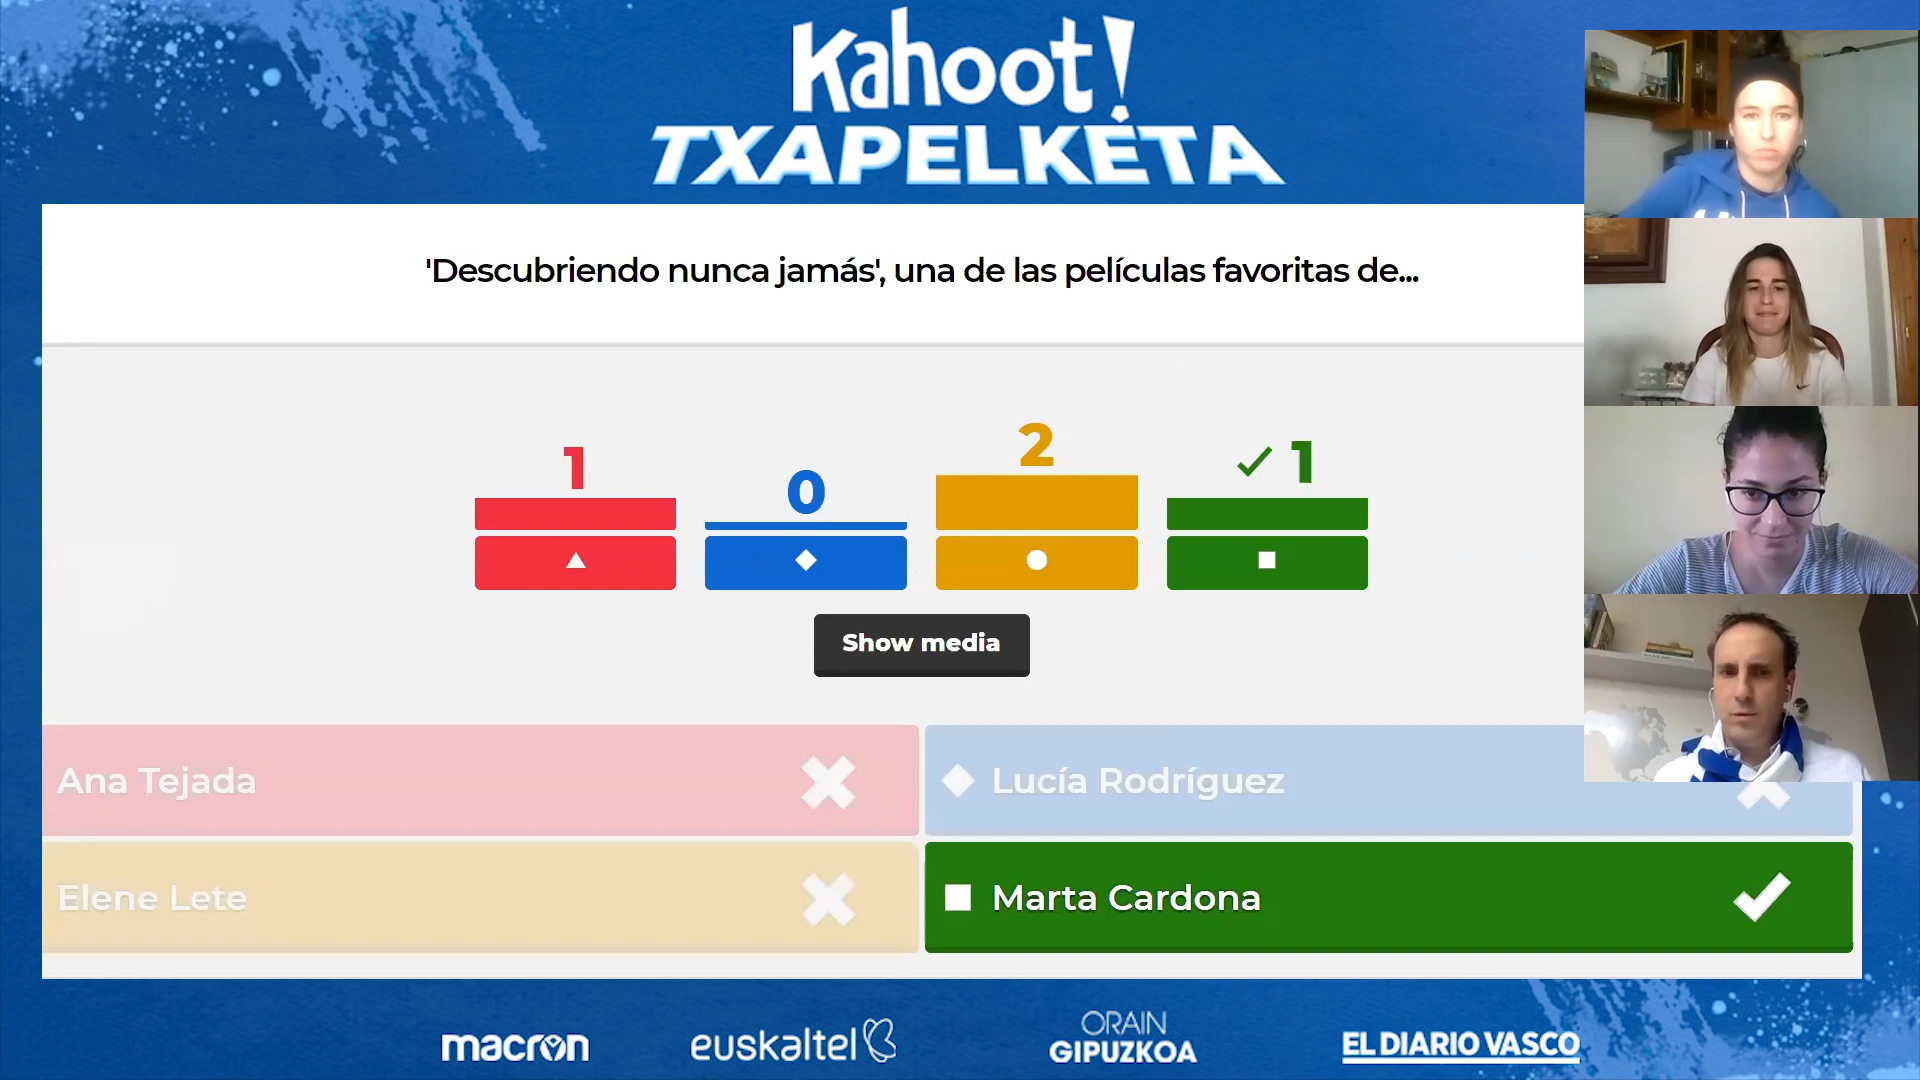 Kahoot!
TXAPELKETA
'Descubriendo nunca jamás', una de las películas favoritas de...
1
0
2
1
Show media
Ana Tejada
Lucía Rodríguez
Elene Lete
Marta Cardona
macron
euskaltel
ORAIN
GIPUZKOA
EL DIARIO VASCO